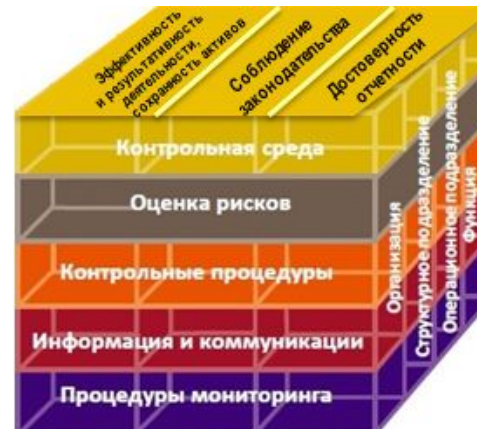 Эффективность
и результативность
деятельности,
сохранность активов
Соблюдение
законодательства
Достоверность
отчетности
Контрольная среда
Оценка рисков
Контрольные процедуры
Информация и коммуникации
Процедуры мониторинга
Организация
Структурное подразделение
Операционное подразделение
Функция